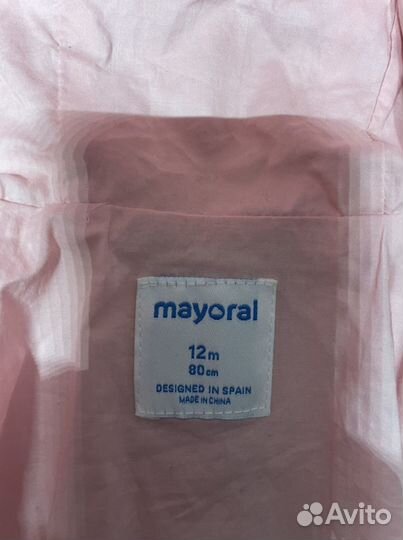 mayoral
12m
80cm
DESIGNED IN SPAIN
MADE IN CHINA
Avito